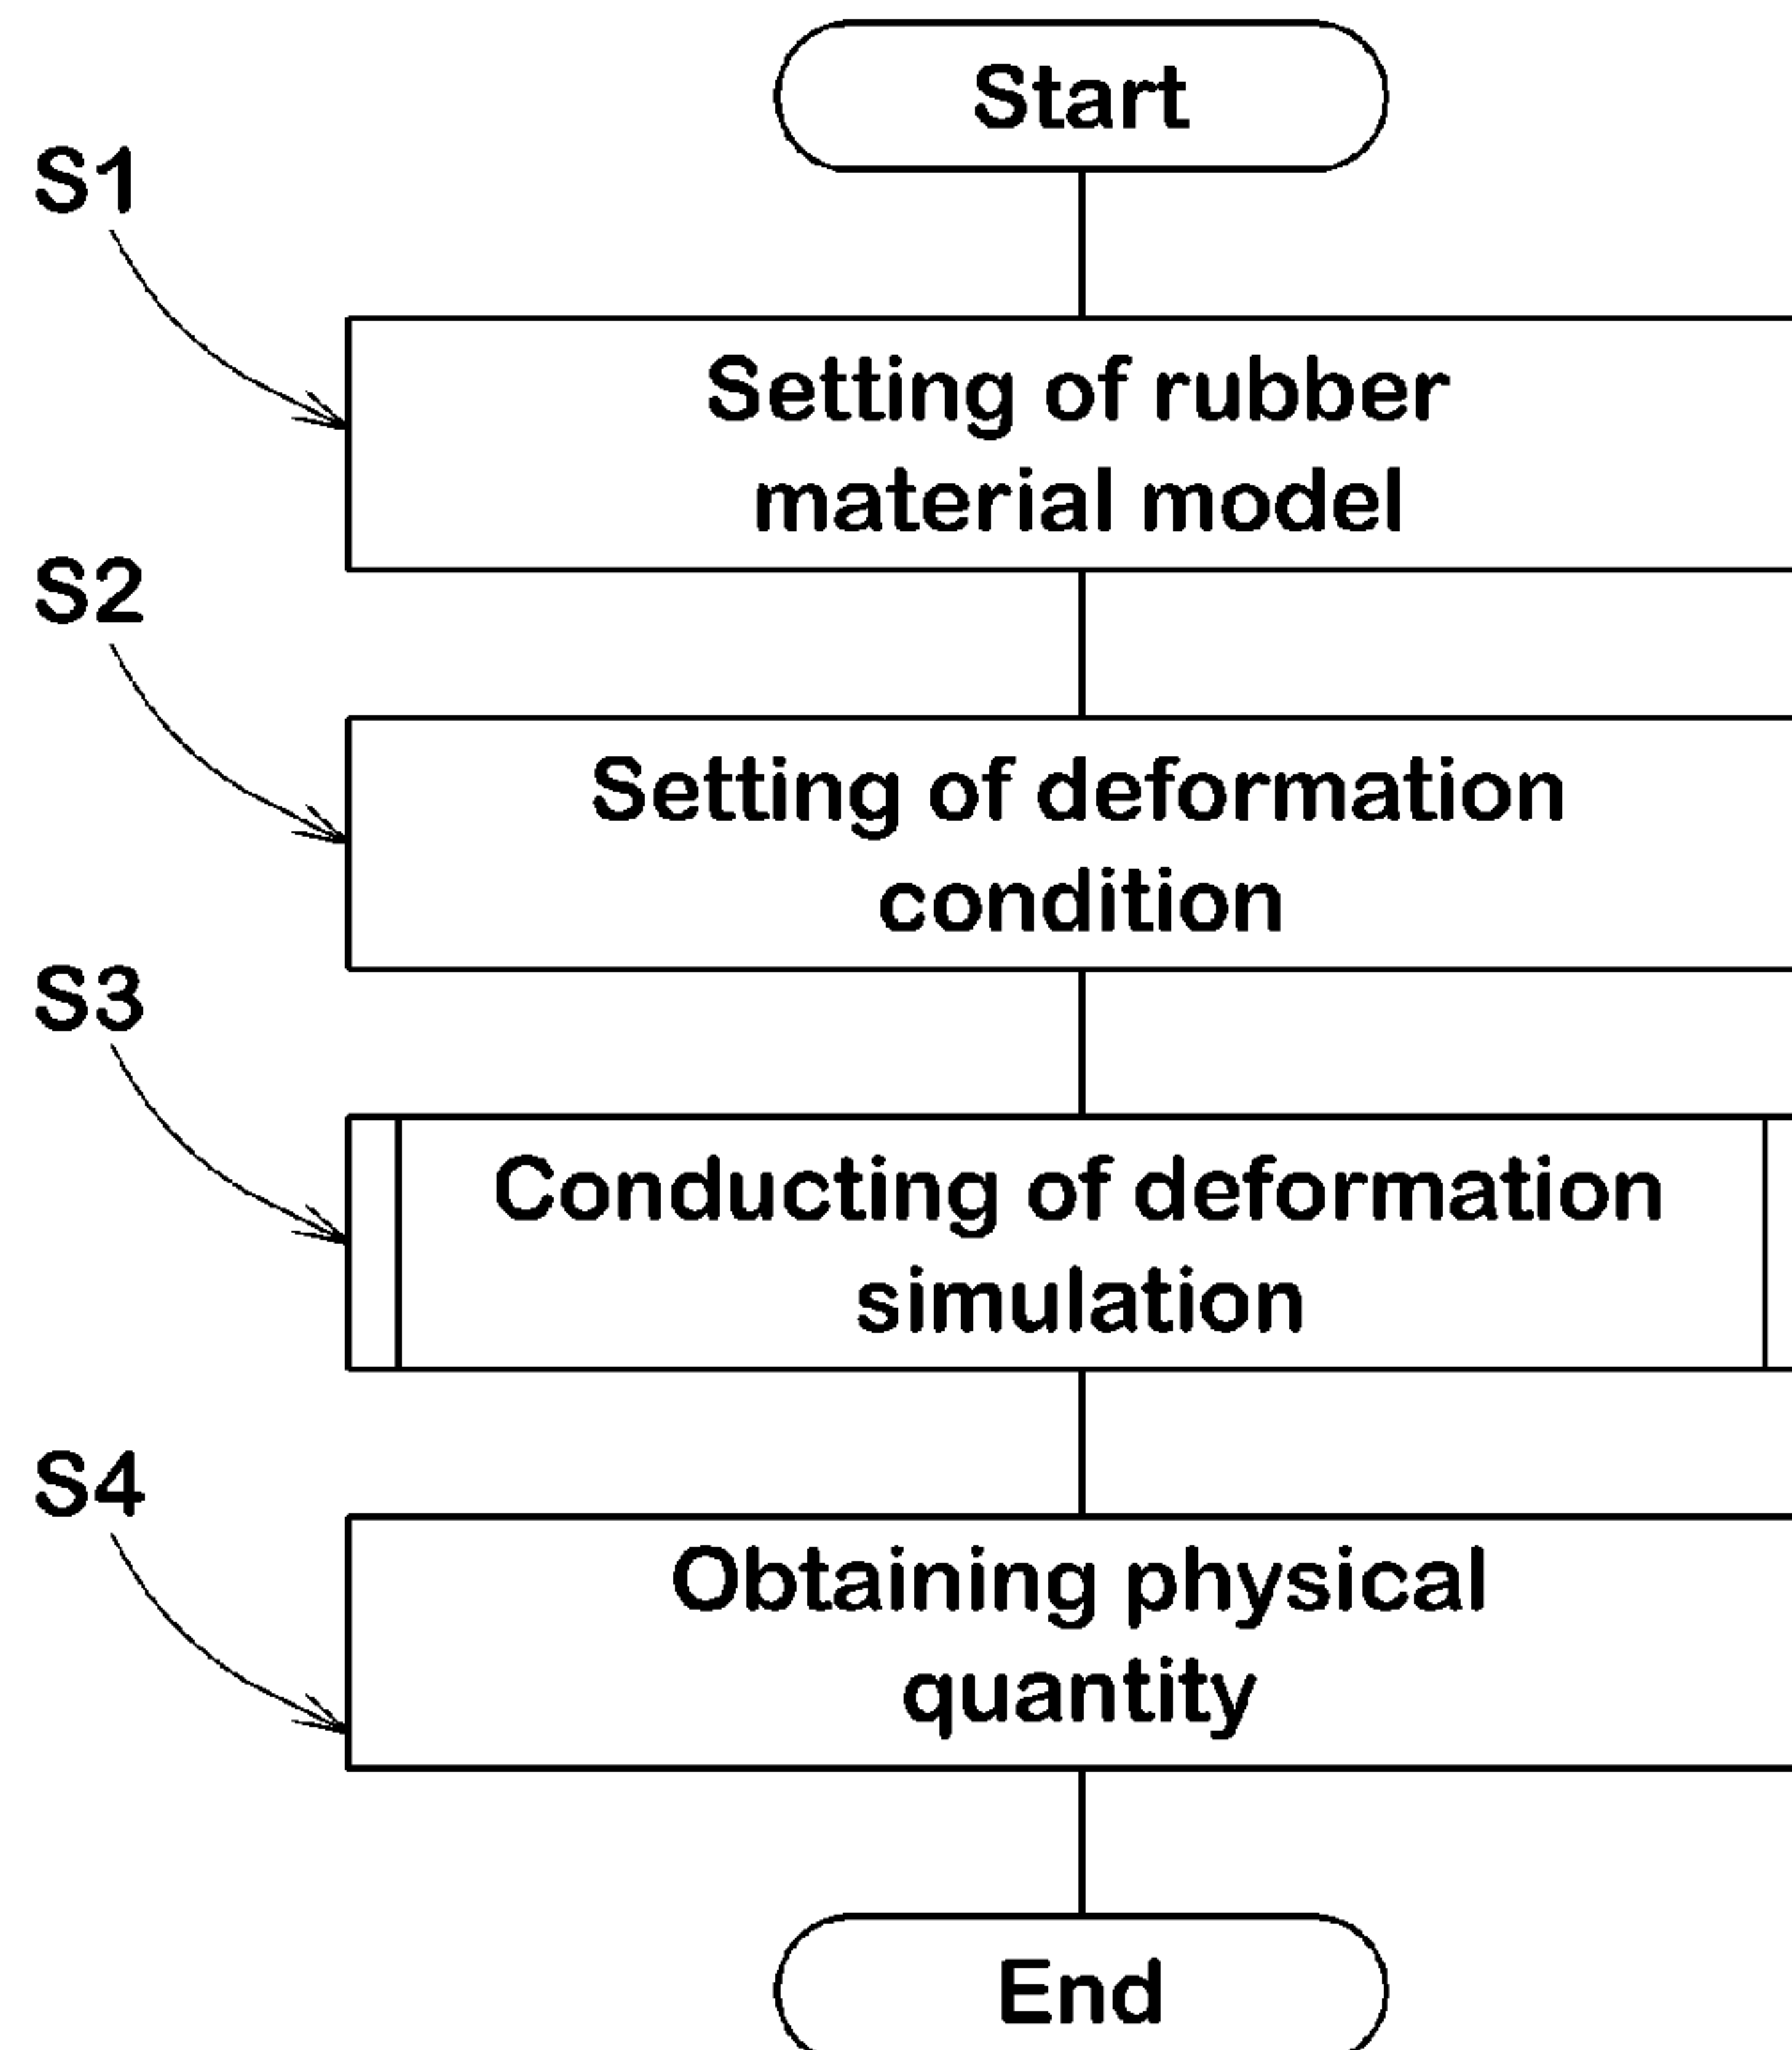 Start
S1
Setting of rubber
material model
S2
Setting of deformation
condition
S3
Conducting of deformation
simulation
S4
Obtaining physical
quantity
End